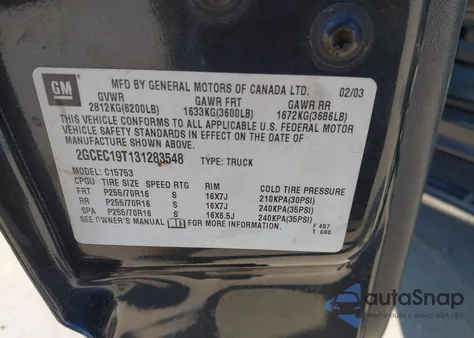 GM MFD BY GENERAL MOTORS OF CANADA LTD. 02/03
GVWR GAWR FRT GAWR RR
2812KG(6200LB) 1633KG(3600LB) 1672KG(3686LB)
THIS VEHICLE CONFORMS TO ALL APPLICABLE U.S. FEDERAL MOTOR
VEHICLE SAFETY STANDARDS IN EFFECT ON THE DATE OF
MANUFACTURE SHOWN ABOVE.
2GCEC19T131283548 TYPE: TRUCK
MODEL: C15753
CPGU TIRE SIZE SPEED RTG RIM COLD TIRE PRESSURE
FRT P255/70R16 S 16X7J 210KPA(30PSI)
RR P255/70R16 S 16X7J 240KPA(35PSI)
SPA P255/70R16 S 16X6.5J 240KPA(35PSI)
SEE OWNER'S MANUAL FOR MORE INFORMATION.
F 457
T 680
autaSnap